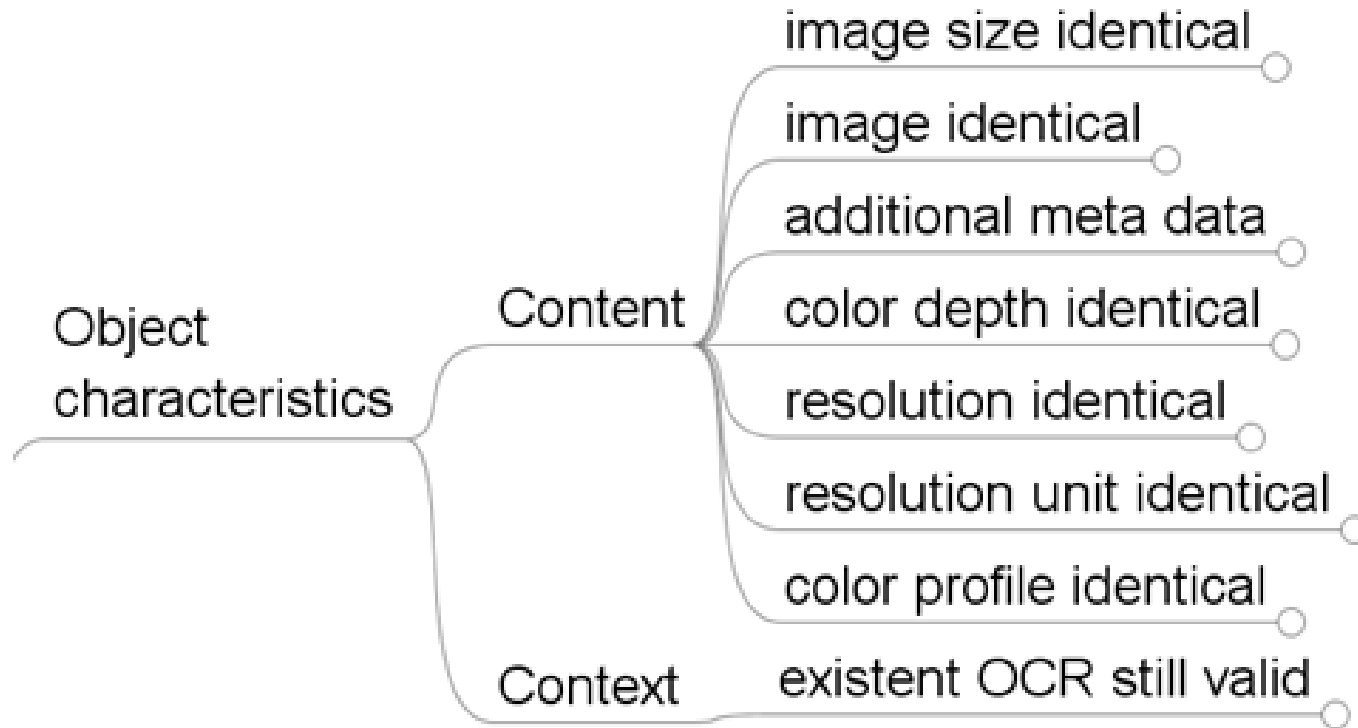 image size identical
image identical
additional meta data
Object
characteristics
Content
color depth identical
resolution identical
resolution unit identical
color profile identical
Context
existent OCR still valid